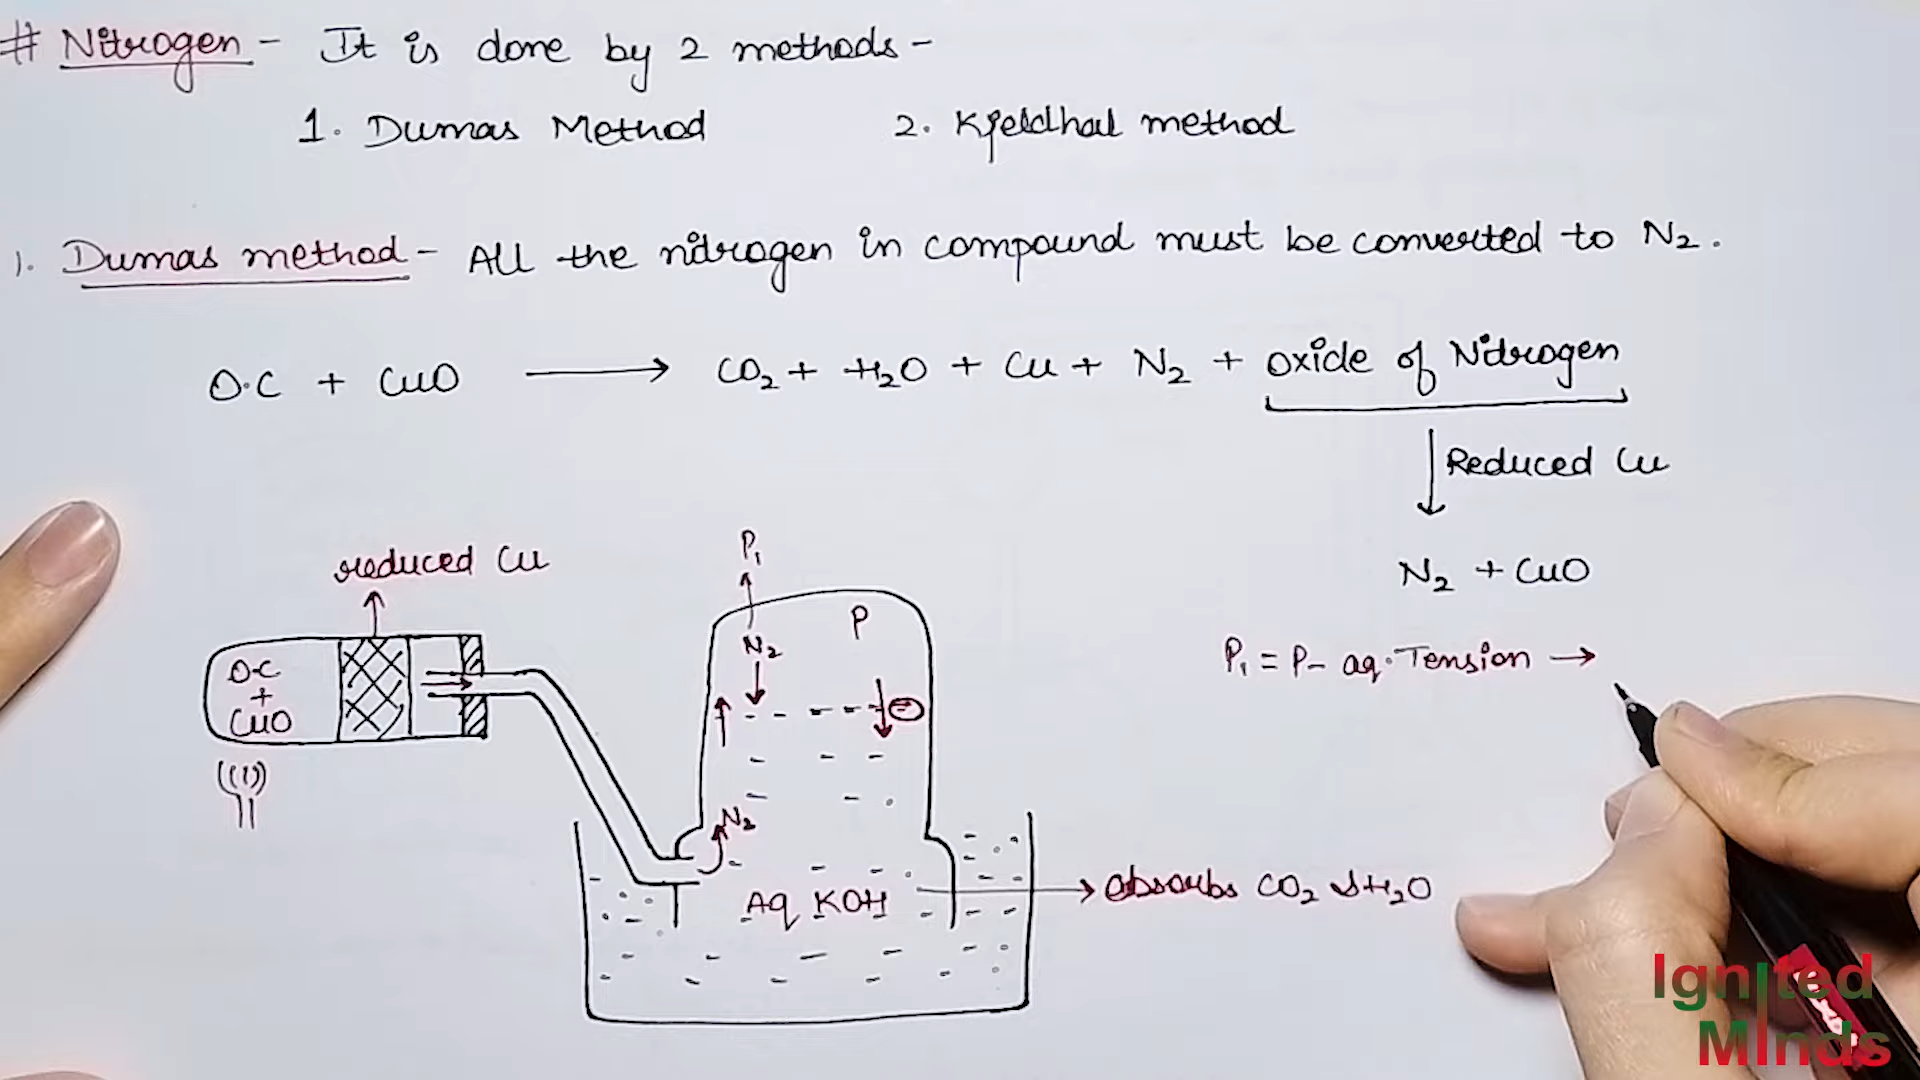 # Nitrogen - It is done by 2 methods -
1. Dumas Method 2. Kjeldhal method
1. Dumas method - All the nitrogen in compound must be converted to N₂.
O.C + CuO ⟶ CO₂ + H₂O + Cu + N₂ + Oxide of Nitrogen
↓ Reduced Cu
N₂ + CuO
reduced Cu
P₁
P
N₂
P₁ = P - aq. Tension →
O.C
+
CuO
N₂
Aq KOH
absorbs CO₂ & H₂O
Ignited
Minds